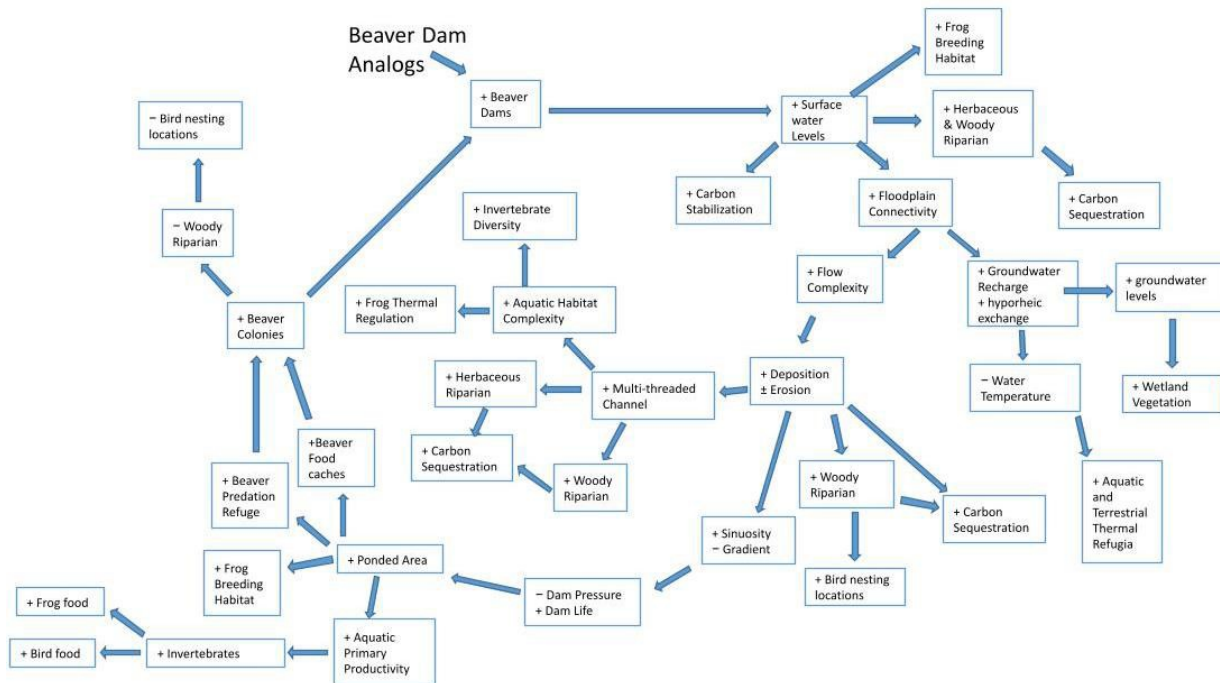 Beaver Dam
Analogs
+ Beaver
Dams
+ Surface
water
Levels
+ Frog
Breeding
Habitat
+ Herbaceous
& Woody
Riparian
+ Carbon
Sequestration
+ Carbon
Stabilization
+ Floodplain
Connectivity
+ Flow
Complexity
+ Groundwater
Recharge
+ hyporheic
exchange
+ groundwater
levels
+ Wetland
Vegetation
− Water
Temperature
+ Aquatic
and
Terrestrial
Thermal
Refugia
+ Deposition
± Erosion
+ Multi-threaded
Channel
+ Aquatic Habitat
Complexity
+ Invertebrate
Diversity
+ Frog Thermal
Regulation
+ Herbaceous
Riparian
+ Carbon
Sequestration
+ Woody
Riparian
+ Woody
Riparian
+ Carbon
Sequestration
+ Bird nesting
locations
+ Sinuosity
− Gradient
− Dam Pressure
+ Dam Life
+ Ponded Area
+ Frog
Breeding
Habitat
+ Aquatic
Primary
Productivity
+ Invertebrates
+ Frog food
+ Bird food
+ Beaver
Predation
Refuge
+Beaver
Food
caches
+ Beaver
Colonies
− Woody
Riparian
− Bird nesting
locations